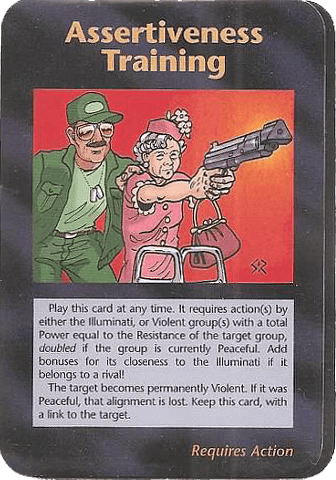 Assertiveness
Training
SR
Play this card at any time. It requires action(s) by
either the Illuminati, or Violent group(s) with a total
Power equal to the Resistance of the target group,
doubled if the group is currently Peaceful. Add
bonuses for its closeness to the Illuminati if it
belongs to a rival!
The target becomes permanently Violent. If it was
Peaceful, that alignment is lost. Keep this card, with
a link to the target.
Requires Action